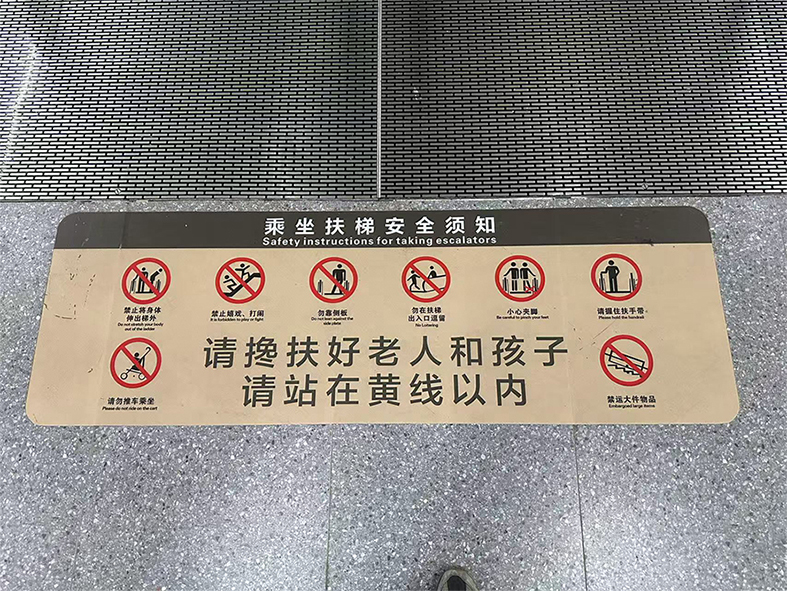 乘坐扶梯安全须知
Safety instructions for taking escalators
禁止将身体
伸出梯外
Do not stretch your body
out of the ladder
禁止嬉戏、打闹
It is forbidden to play or fight
勿靠侧板
Do not lean against the
side plate
勿在扶梯
出入口逗留
No Loitering
小心夹脚
Be careful to pinch your feet
请握住扶手带。
Please hold the handrail
请勿推车乘坐
Please do not ride on the cart
请搀扶好老人和孩子
请站在黄线以内
禁运大件物品
Embargoed large items